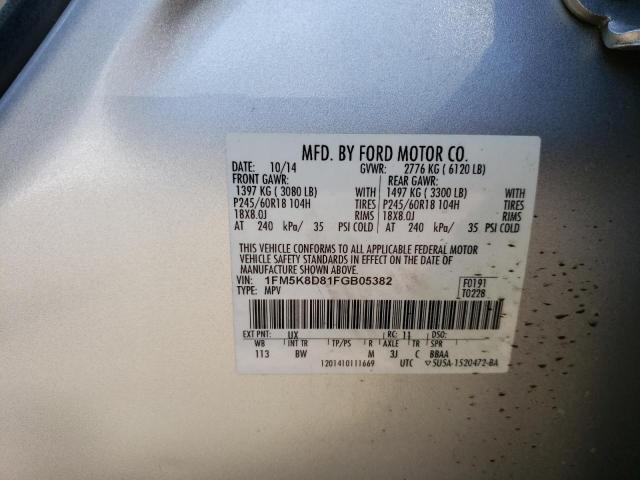 MFD. BY FORD MOTOR CO.
DATE: 10/14 GVWR: 2776 KG ( 6120 LB)
FRONT GAWR: REAR GAWR:
1397 KG ( 3080 LB) WITH 1497 KG ( 3300 LB) WITH
P245/60R18 104H TIRES P245/60R18 104H TIRES
18X8.0J RIMS 18X8.0J RIMS
AT 240 kPa/ 35 PSI COLD AT 240 kPa/ 35 PSI COLD
THIS VEHICLE CONFORMS TO ALL APPLICABLE FEDERAL MOTOR
VEHICLE SAFETY STANDARDS IN EFFECT ON THE DATE OF
MANUFACTURE SHOWN ABOVE.
VIN: 1FM5K8D81FGB05382 F0191
TYPE: MPV T0228
EXT PNT: UX RC: 11 DSO:
WB INT TR TP/PS R AXLE TR SPR
113 BW M 3J C BBAA
1201410111669 UTC ▽5USA-1520472-BA